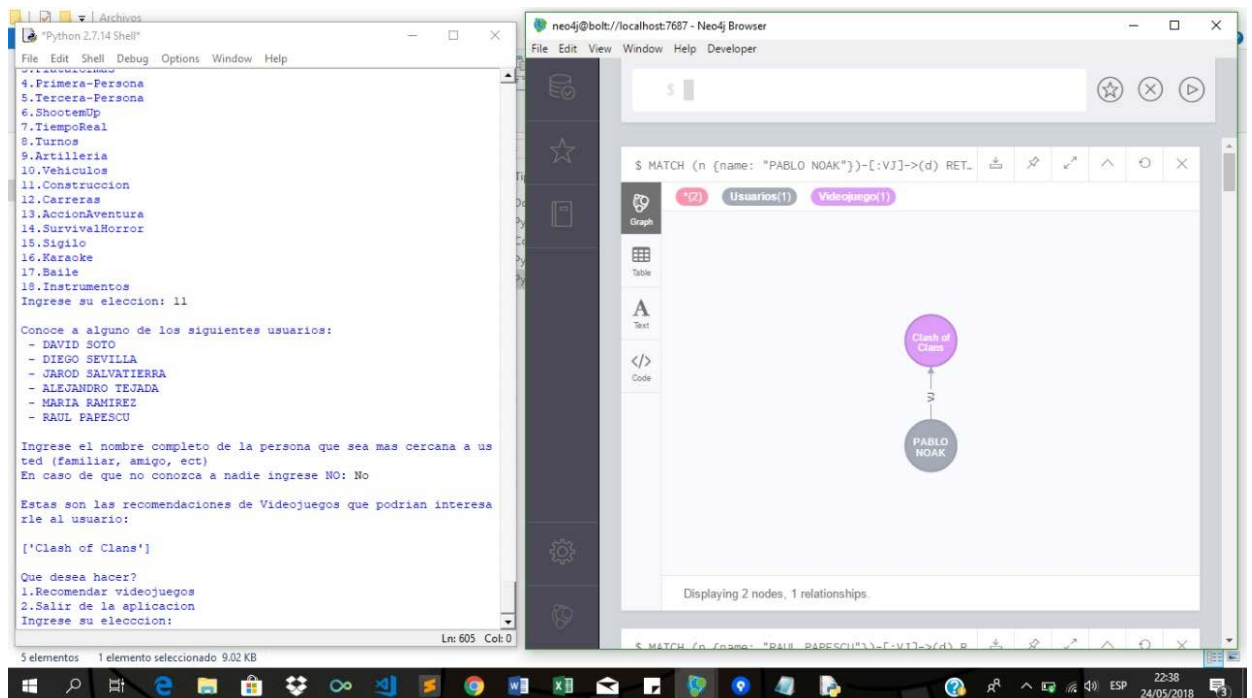 Archivos
*Python 2.7.14 Shell*
File Edit Shell Debug Options Window Help
4.Primera-Persona
5.Tercera-Persona
6.ShootemUp
7.TiempoReal
8.Turnos
9.Artilleria
10.Vehiculos
11.Construccion
12.Carreras
13.AccionAventura
14.SurvivalHorror
15.Sigilo
16.Karaoke
17.Baile
18.Instrumentos
Ingrese su eleccion: 11
Conoce a alguno de los siguientes usuarios:
- DAVID SOTO
- DIEGO SEVILLA
- JAROD SALVATIERRA
- ALEJANDRO TEJADA
- MARIA RAMIREZ
- RAUL PAPESCU
Ingrese el nombre completo de la persona que sea mas cercana a us
ted (familiar, amigo, ect)
En caso de que no conozca a nadie ingrese NO: No
Estas son las recomendaciones de Videojuegos que podrian interesa
rle al usuario:
['Clash of Clans']
Que desea hacer?
1.Recomendar videojuegos
2.Salir de la aplicacion
Ingrese su elecccion:
Ln: 605 Col: 0
neo4j@bolt://localhost:7687 - Neo4j Browser
File Edit View Window Help Developer
$
$ MATCH (n {name: "PABLO NOAK"})-[:VJ]->(d) RET…
*(2) Usuarios(1) Videojuego(1)
Graph
Table
Text
Code
Clash of
Clans
VJ
PABLO
NOAK
Displaying 2 nodes, 1 relationships.
$ MATCH (n {name: "RAUL PAPESCU"})-[:VJ]->(d) R…
5 elementos 1 elemento seleccionado 9.02 KB
ESP
22:38
24/05/2018